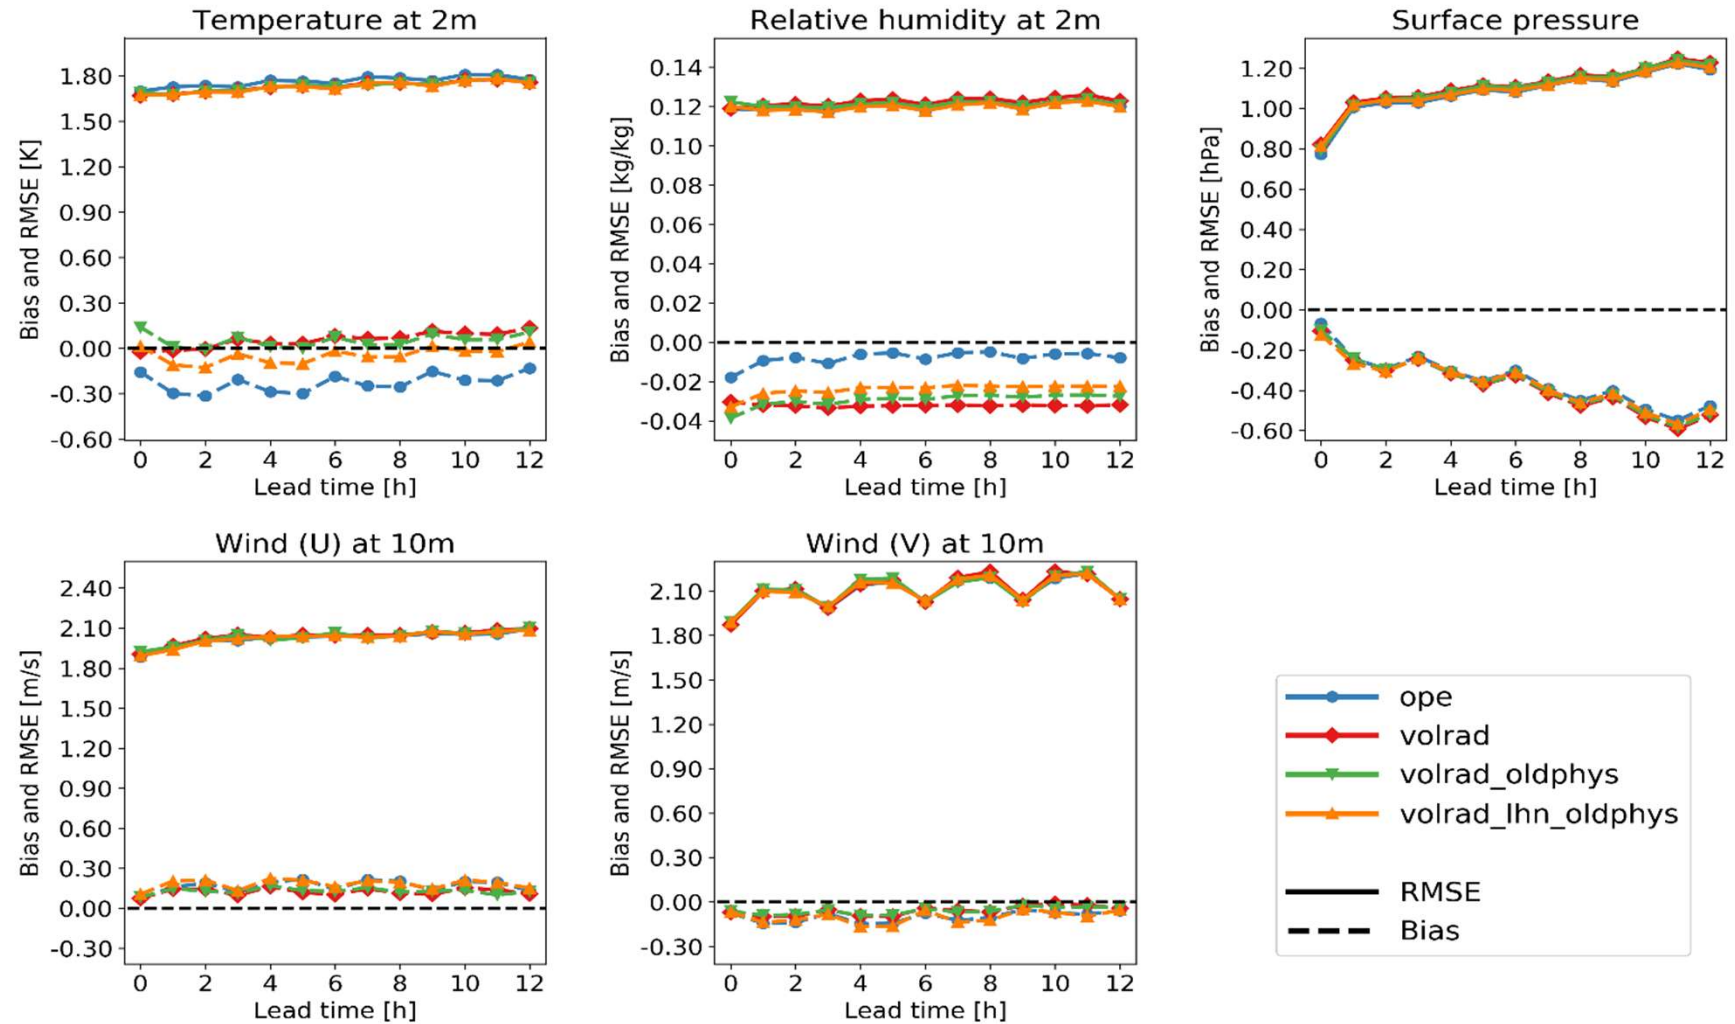 Temperature at 2m
Bias and RMSE [K]
1.80
1.50
1.20
0.90
0.60
0.30
0.00
-0.30
-0.60
0 2 4 6 8 10 12
Lead time [h]
Relative humidity at 2m
Bias and RMSE [kg/kg]
0.14
0.12
0.10
0.08
0.06
0.04
0.02
0.00
-0.02
-0.04
0 2 4 6 8 10 12
Lead time [h]
Surface pressure
Bias and RMSE [hPa]
1.20
1.00
0.80
0.60
0.40
0.20
0.00
-0.20
-0.40
-0.60
0 2 4 6 8 10 12
Lead time [h]
Wind (U) at 10m
Bias and RMSE [m/s]
2.40
2.10
1.80
1.50
1.20
0.90
0.60
0.30
0.00
-0.30
0 2 4 6 8 10 12
Lead time [h]
Wind (V) at 10m
Bias and RMSE [m/s]
2.10
1.80
1.50
1.20
0.90
0.60
0.30
0.00
-0.30
0 2 4 6 8 10 12
Lead time [h]
ope
volrad
volrad_oldphys
volrad_lhn_oldphys
RMSE
Bias